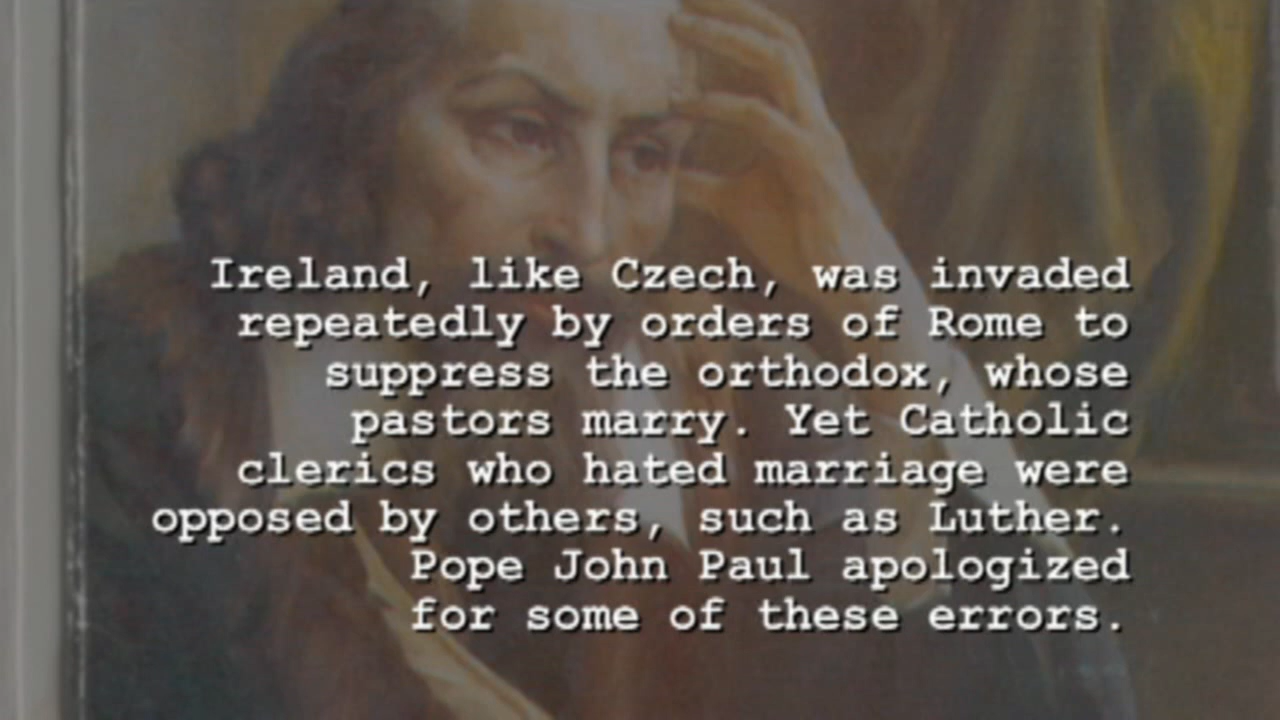 Ireland, like Czech, was invaded
repeatedly by orders of Rome to
suppress the orthodox, whose
pastors marry. Yet Catholic
clerics who hated marriage were
opposed by others, such as Luther.
Pope John Paul apologized
for some of these errors.